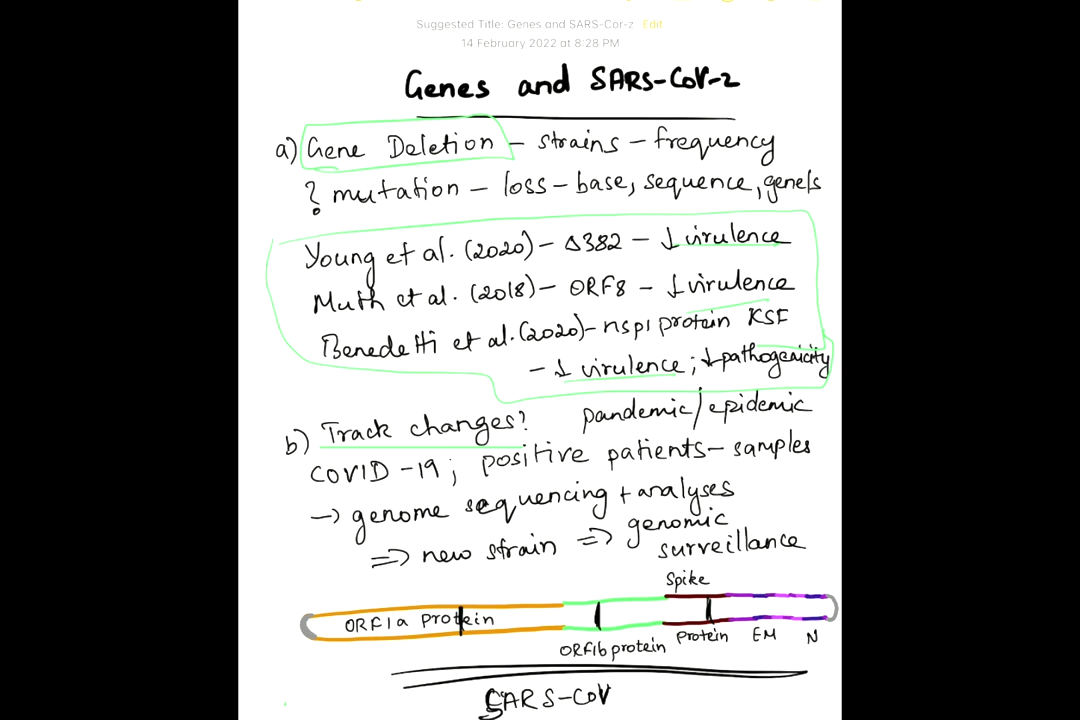 Suggested Title: Genes and SARS-Cor-z Edit
14 February 2022 at 8:28 PM
Genes and SARS-CoV-2
a) Gene Deletion - strains - frequency
? mutation - loss - base, sequence, gene/s
Young et al. (2020) - Δ382 - ↓ virulence
Muth et al. (2018) - ORF8 - ↓ virulence
Benedetti et al. (2020) - nsp1 protein KSF
- ↓ virulence; ↓ pathogenicity
b) Track changes? pandemic/epidemic
COVID-19; positive patients - samples
→ genome sequencing + analyses
⇒ new strain ⇒ genomic surveillance
Spike
ORF1a protein
ORF1b protein protein EM N
SARS-CoV